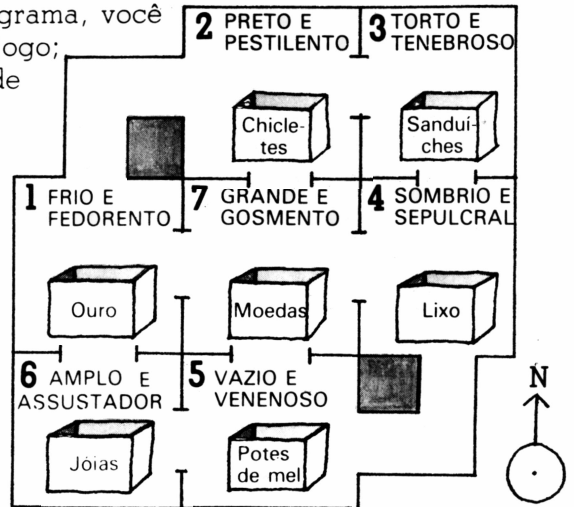 grama, você
ogo;
de
2 PRETO E
PESTILENTO
3 TORTO E
TENEBROSO
Chicle-
tes
Sanduí-
ches
1 FRIO E
FEDORENTO
7 GRANDE E
GOSMENTO
4 SOMBRIO E
SEPULCRAL
Ouro
Moedas
Lixo
6 AMPLO E
ASSUSTADOR
5 VAZIO E
VENENOSO
N
Jóias
Potes
de mel